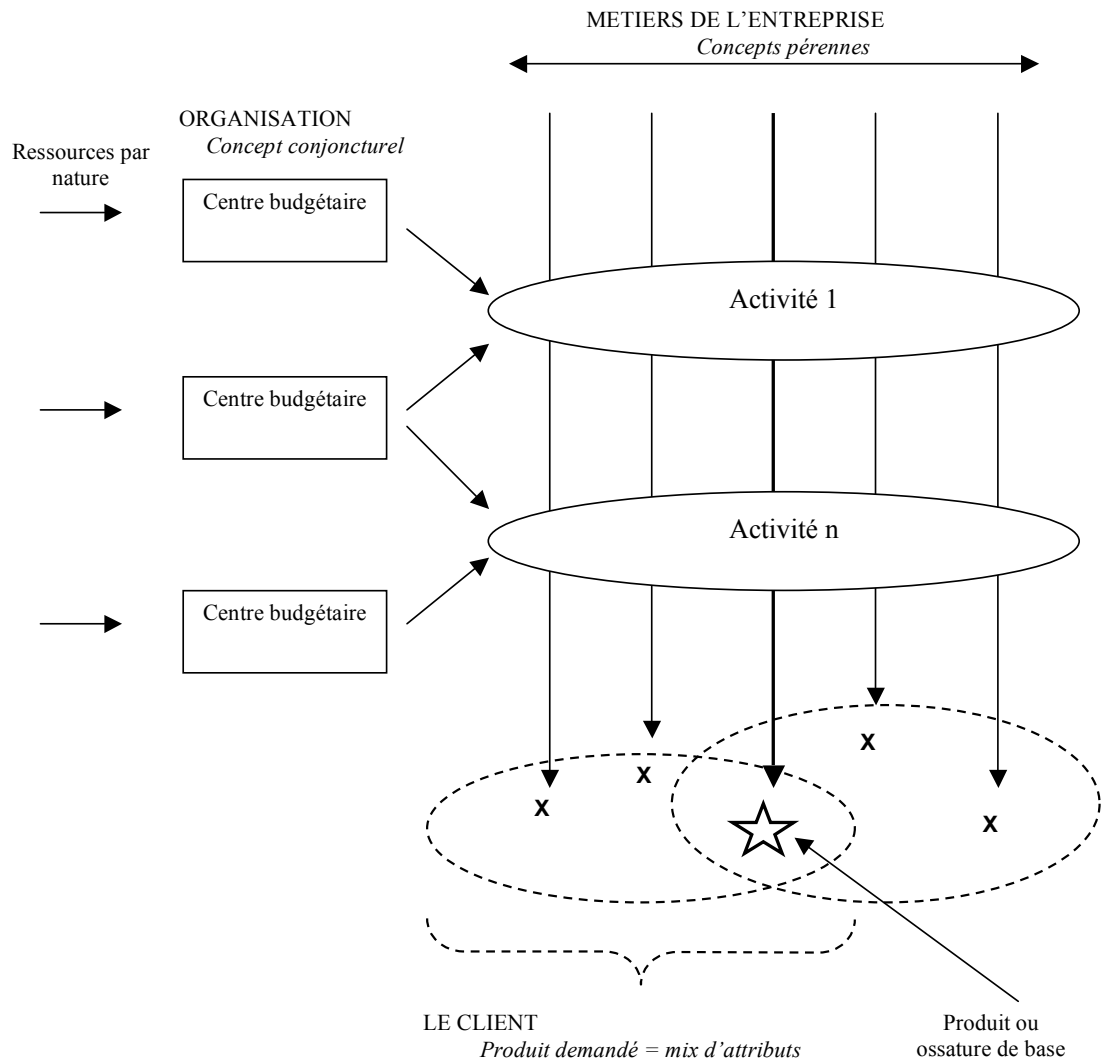 METIERS DE L’ENTREPRISE
Concepts pérennes
ORGANISATION
Concept conjoncturel
Ressources par
nature
Centre budgétaire
Activité 1
Centre budgétaire
Activité n
Centre budgétaire
X
X
X
X
LE CLIENT
Produit demandé = mix d’attributs
Produit ou
ossature de base